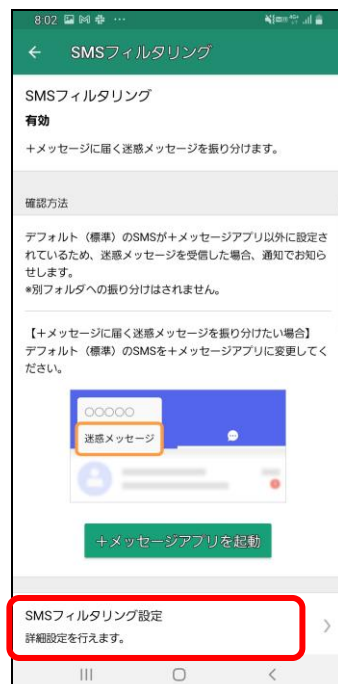 8:02
SMSフィルタリング
SMSフィルタリング
有効
＋メッセージに届く迷惑メッセージを振り分けます。
確認方法
デフォルト（標準）のSMSが＋メッセージアプリ以外に設定さ
れているため、迷惑メッセージを受信した場合、通知でお知ら
せします。
*別フォルダへの振り分けはされません。
【＋メッセージに届く迷惑メッセージを振り分けたい場合】
デフォルト（標準）のSMSを＋メッセージアプリに変更してく
ださい。
○○○○○
迷惑メッセージ
＋メッセージアプリを起動
SMSフィルタリング設定
詳細設定を行えます。